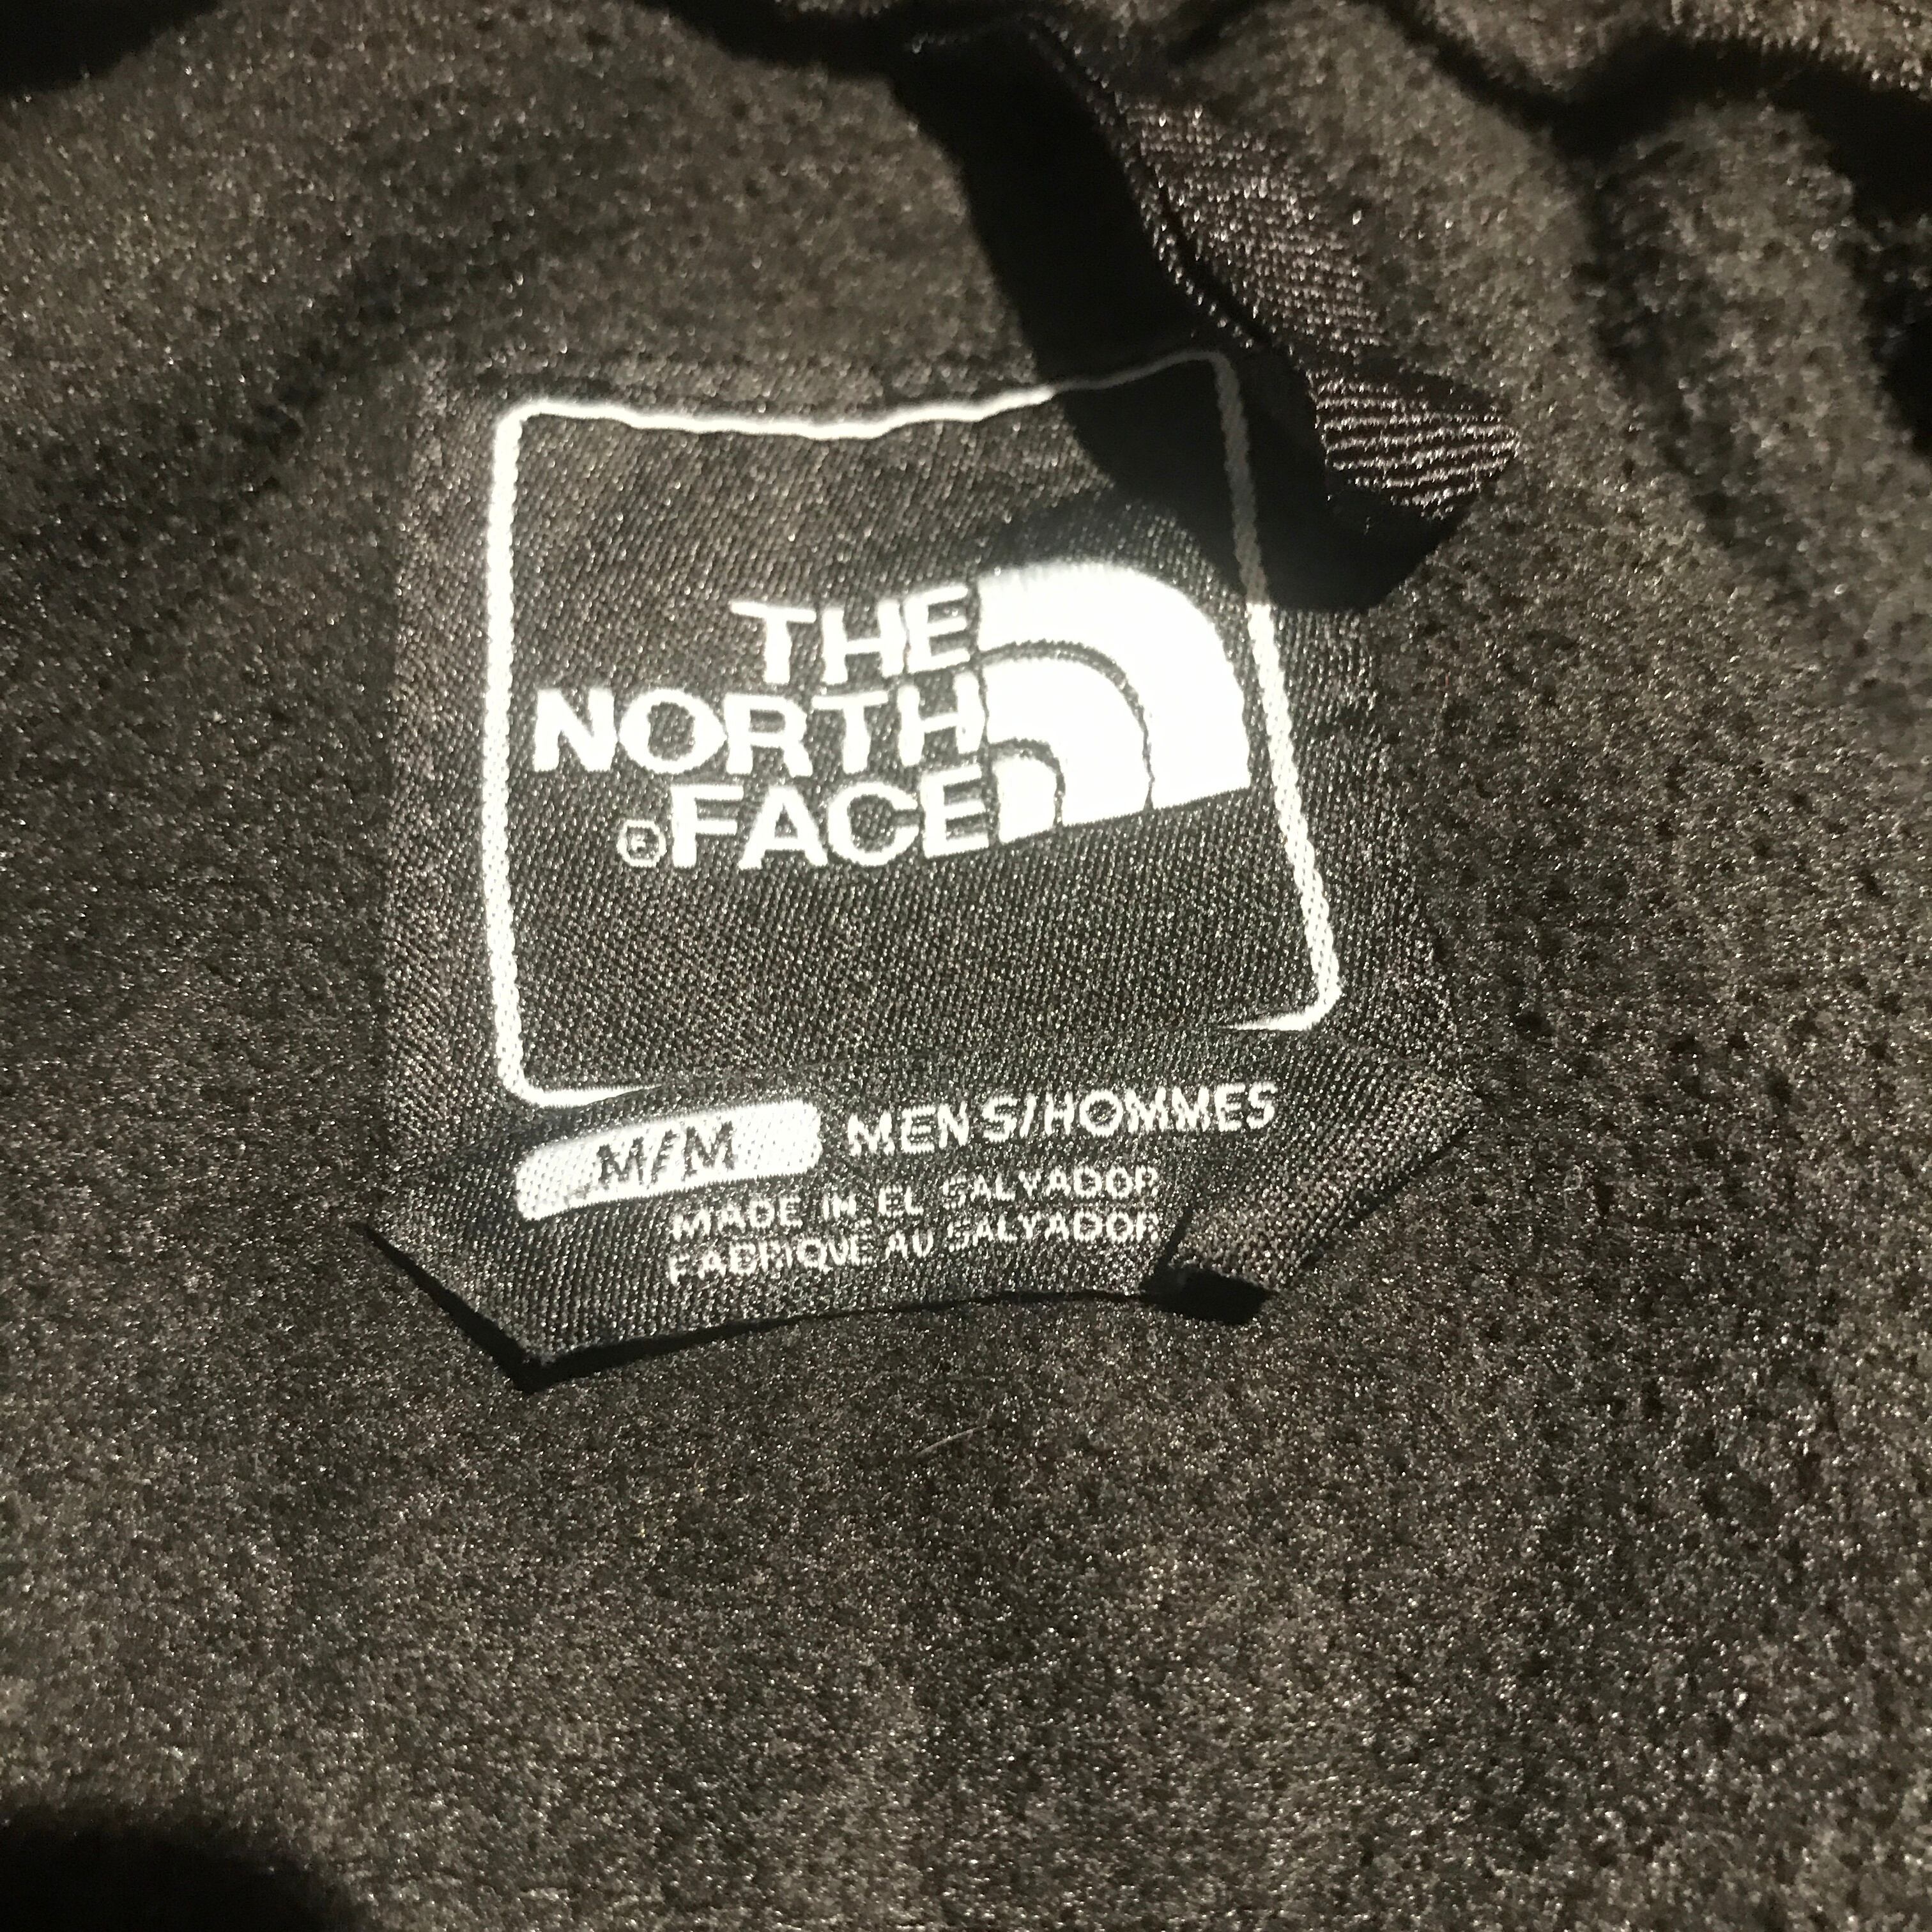 THE
NORTH
®FACE
M/M MENS/HOMMES
MADE IN EL SALVADOR
FABRIQUE AU SALVADOR